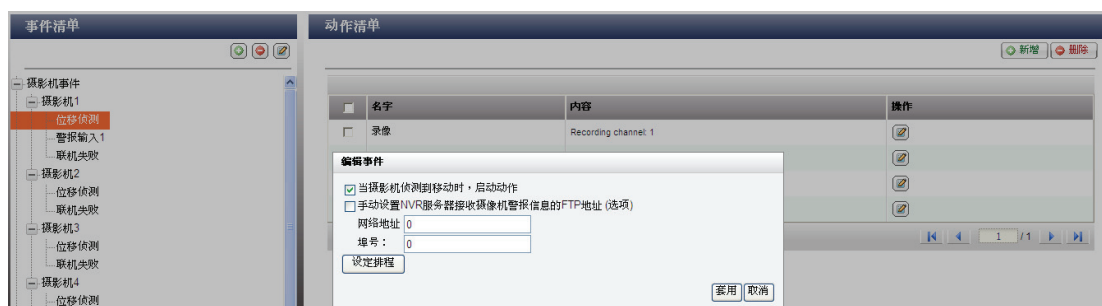 事件清单
动作清单
新增 删除
摄影机事件
摄影机1
位移侦测
警报输入1
联机失败
摄影机2
位移侦测
联机失败
摄影机3
位移侦测
联机失败
摄影机4
位移侦测
名字 内容 操作
录像 Recording channel: 1
编辑事件
当摄影机侦测到移动时，启动动作
手动设置NVR服务器接收摄像机警报信息的FTP地址 (选项)
网络地址 0
埠号： 0
设定排程
套用 取消
1 / 1